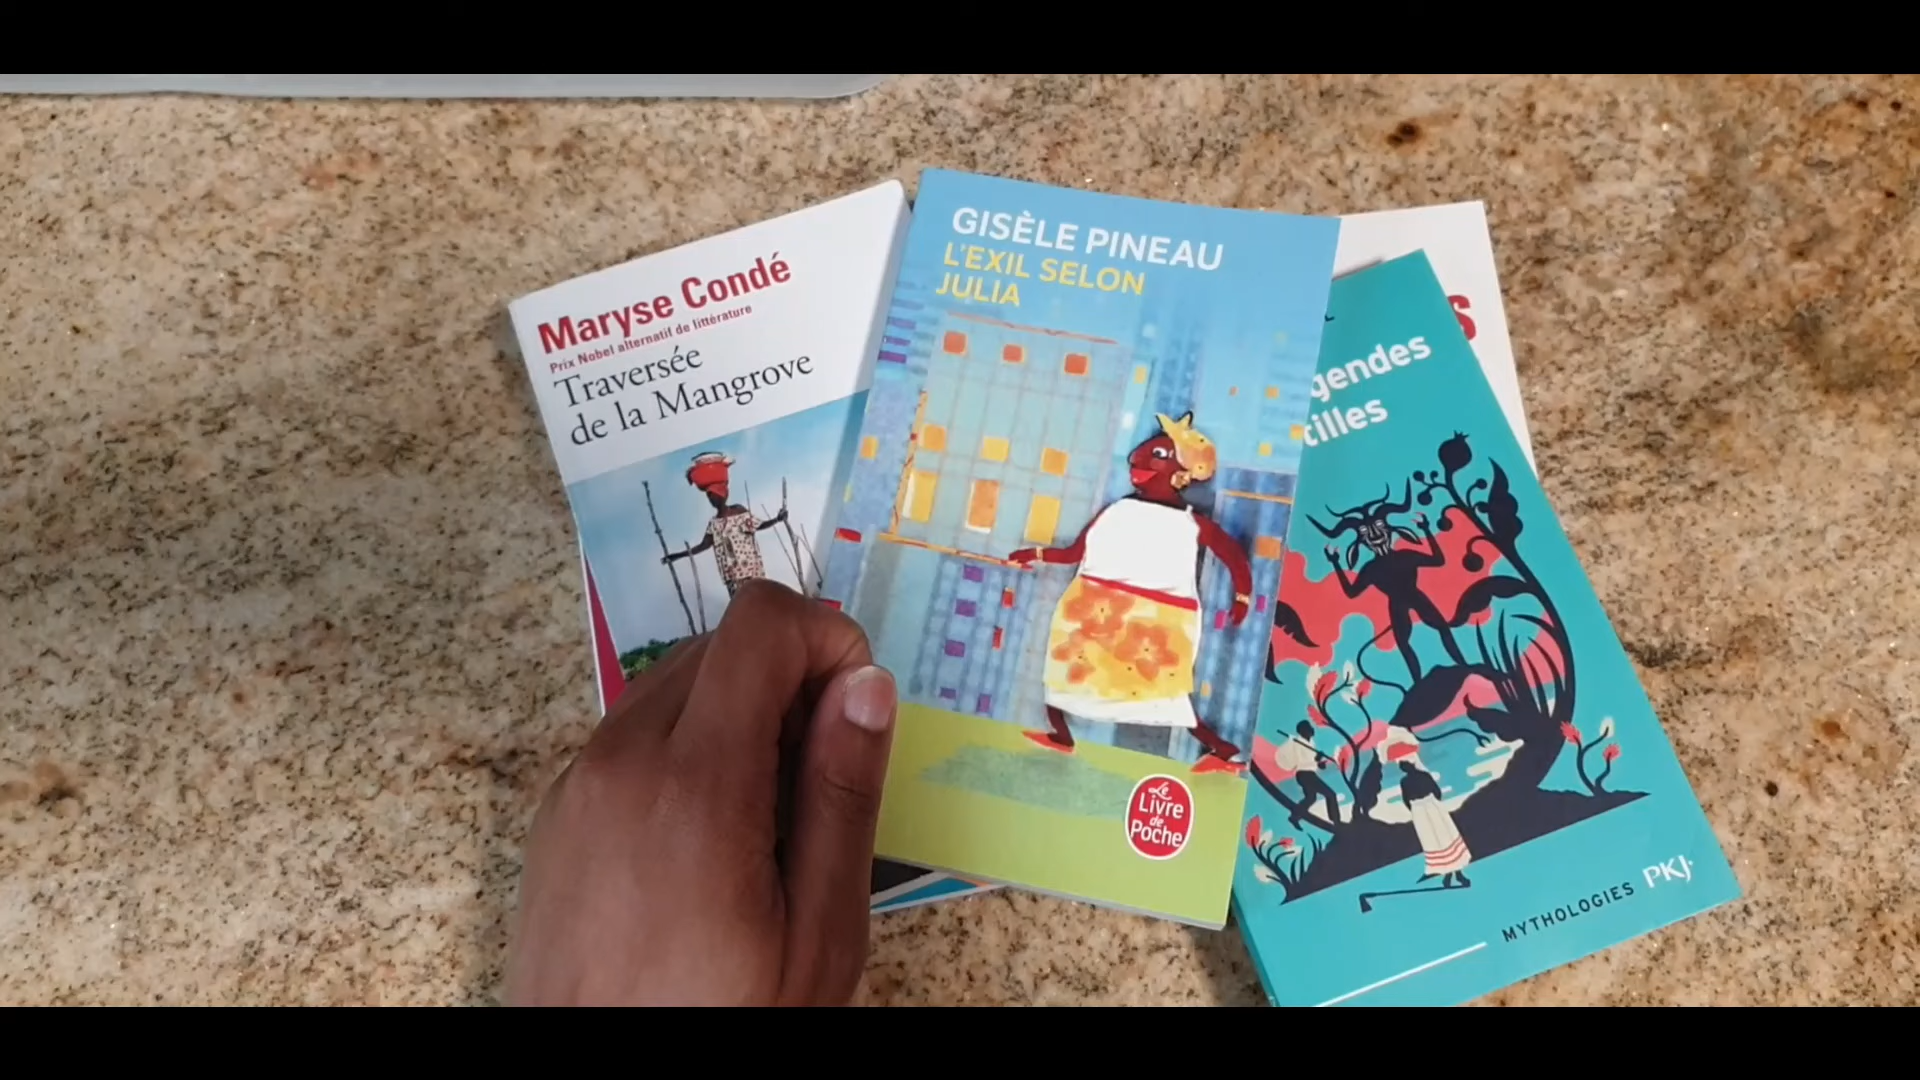 Maryse Condé
Prix Nobel alternatif de littérature
Traversée
de la Mangrove
GISÈLE PINEAU
L'EXIL SELON
JULIA
Le
Livre
de
Poche
gendes
tilles
MYTHOLOGIES PKJ.